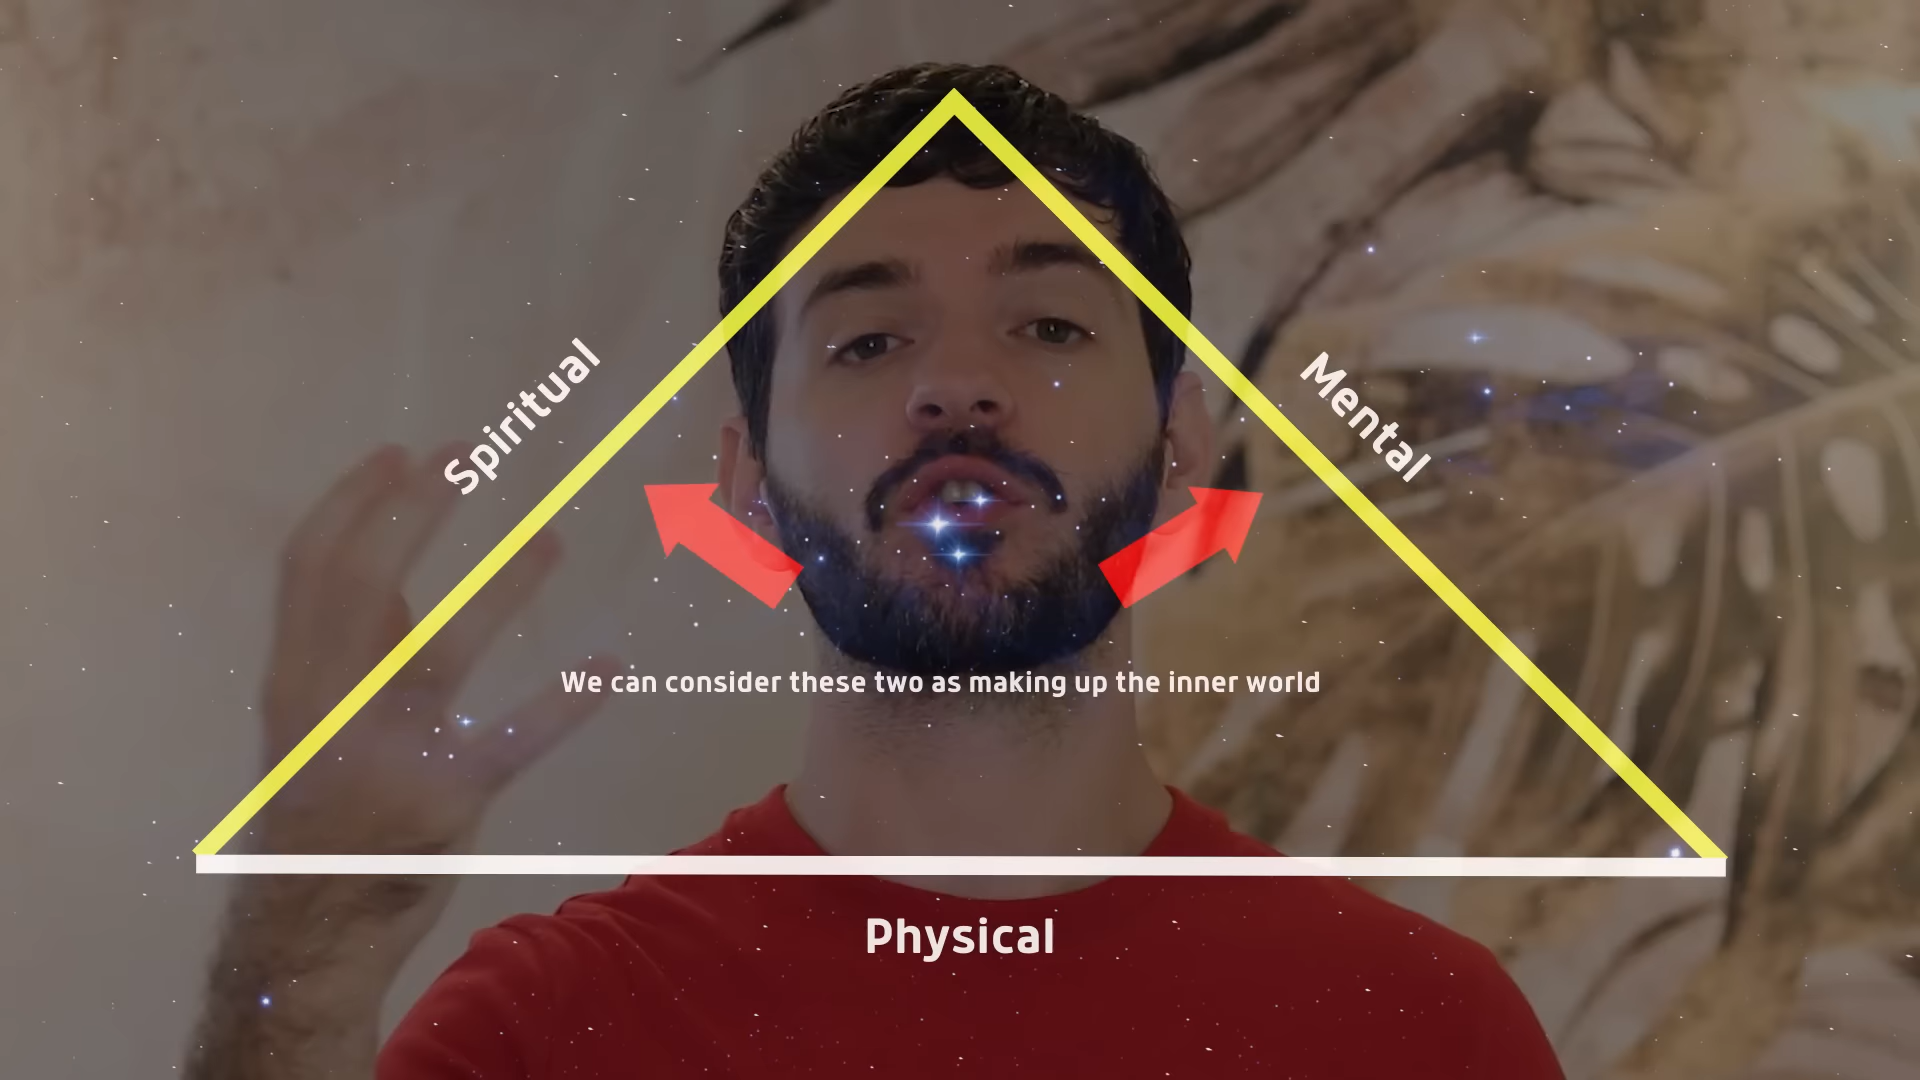 Spiritual
Mental
We can consider these two as making up the inner world
Physical